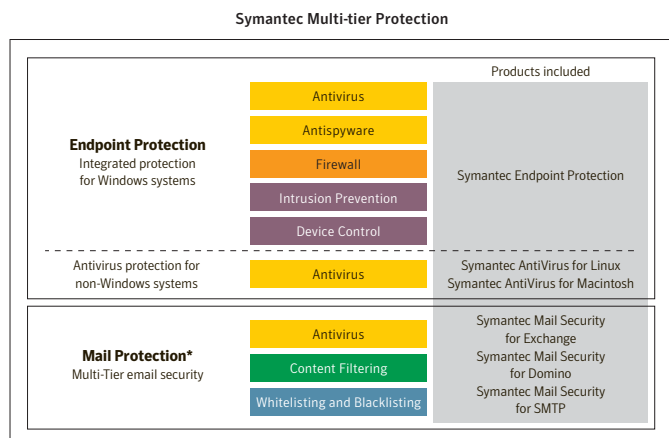 Symantec Multi-tier Protection
Products included
Antivirus
Antispyware
Endpoint Protection
Integrated protection
for Windows systems
Firewall
Symantec Endpoint Protection
Intrusion Prevention
Device Control
Antivirus protection for
non-Windows systems
Antivirus
Symantec AntiVirus for Linux
Symantec AntiVirus for Macintosh
Mail Protection*
Multi-Tier email security
Antivirus
Content Filtering
Whitelisting and Blacklisting
Symantec Mail Security
for Exchange
Symantec Mail Security
for Domino
Symantec Mail Security
for SMTP